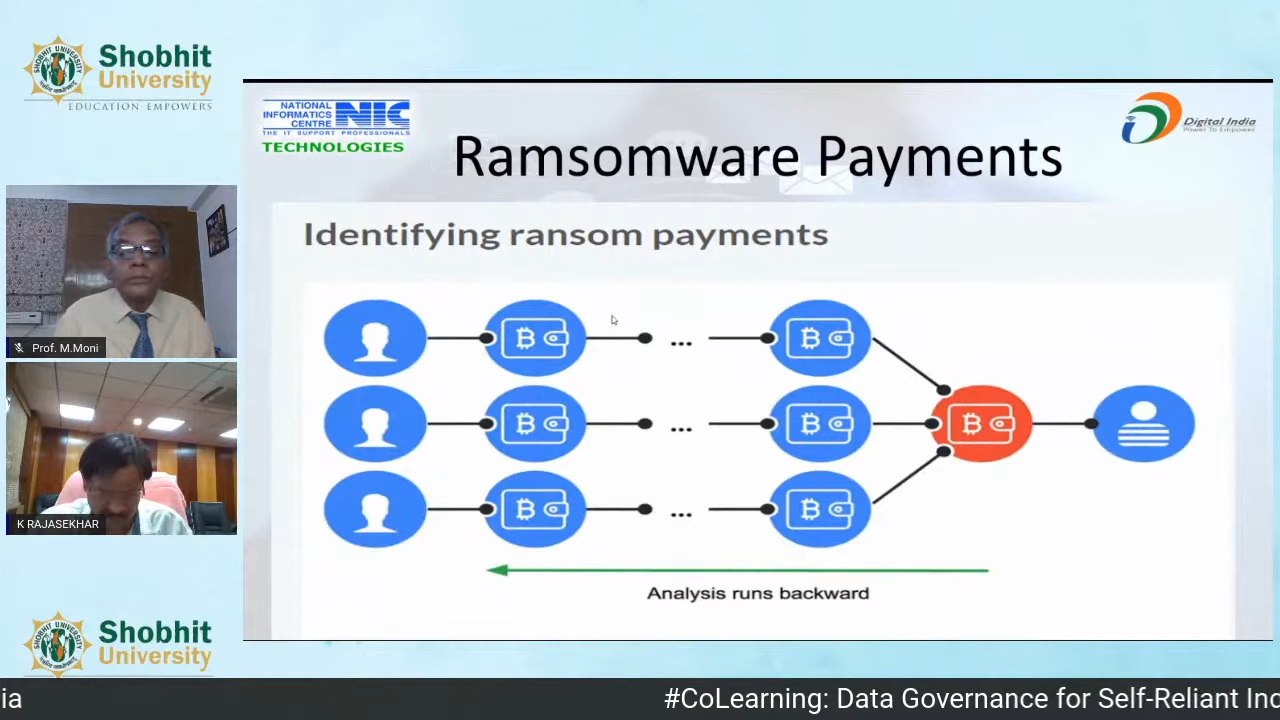 Shobhit
University
EDUCATION EMPOWERS
NATIONAL
INFORMATICS
CENTRE
NIC
THE IT SUPPORT PROFESSIONALS
TECHNOLOGIES
Ramsomware Payments
Digital India
Power To Empower
Identifying ransom payments
...
...
...
Analysis runs backward
Prof. M.Moni
K RAJASEKHAR
Shobhit
University
ia
#CoLearning: Data Governance for Self-Reliant Ind